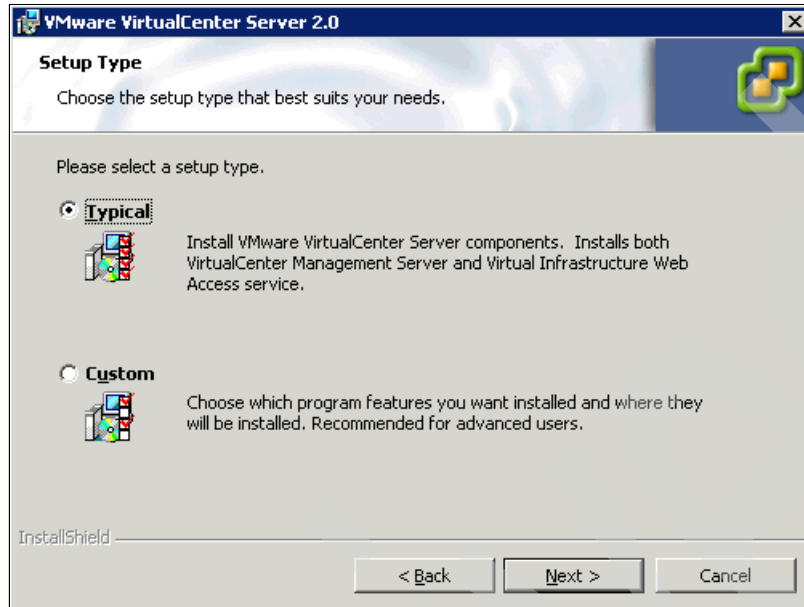 VMware VirtualCenter Server 2.0
Setup Type
Choose the setup type that best suits your needs.
Please select a setup type.
Typical
Install VMware VirtualCenter Server components. Installs both
VirtualCenter Management Server and Virtual Infrastructure Web
Access service.
Custom
Choose which program features you want installed and where they
will be installed. Recommended for advanced users.
InstallShield
< Back
Next >
Cancel